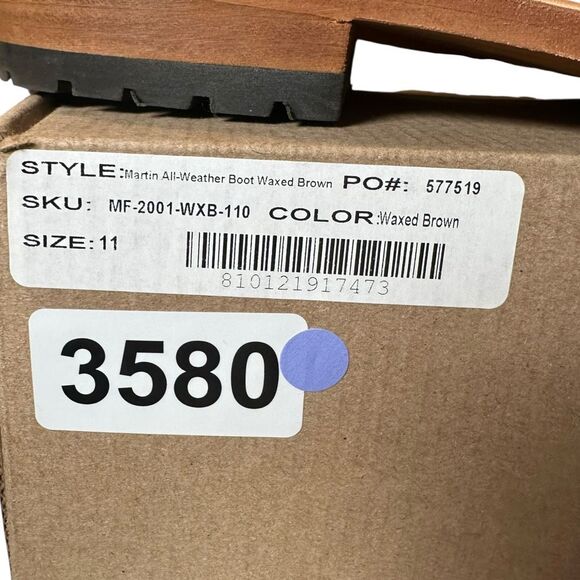 STYLE:Martin All-Weather Boot Waxed Brown PO#: 577519
SKU: MF-2001-WXB-110 COLOR:Waxed Brown
SIZE:11
810121917473
3580